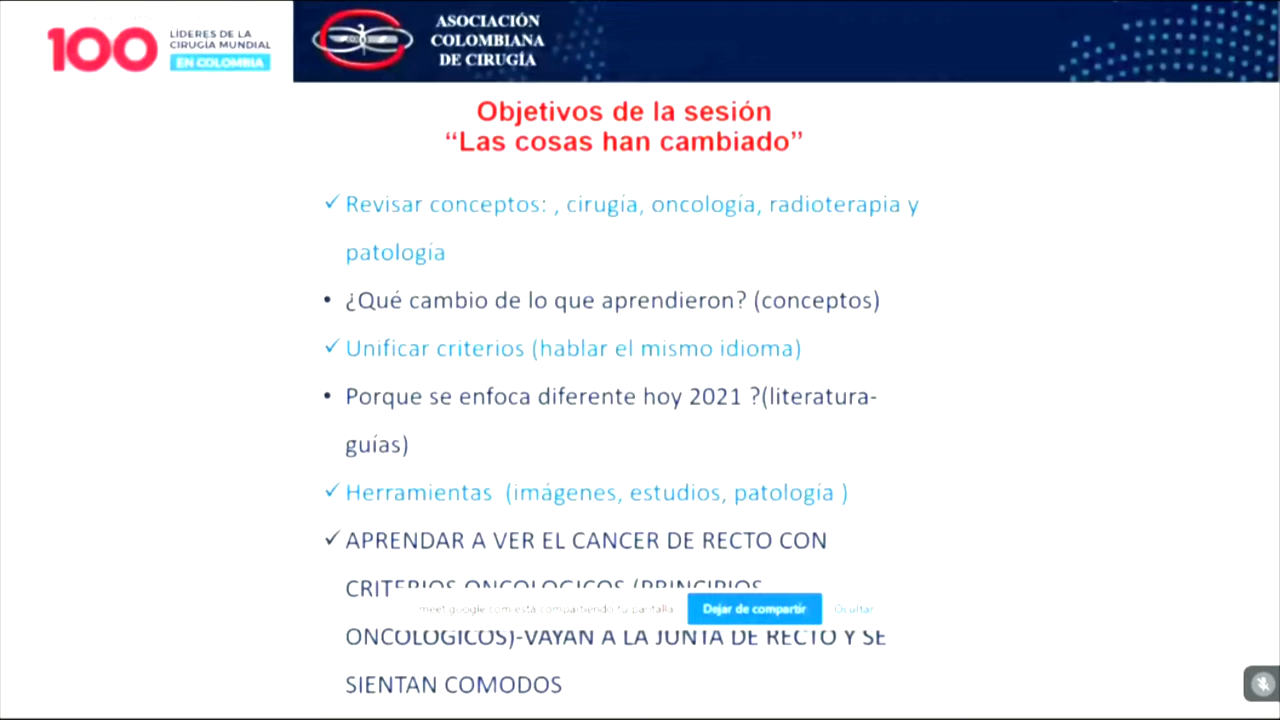 100
LÍDERES DE LA
CIRUGÍA MUNDIAL
EN COLOMBIA
ASOCIACIÓN
COLOMBIANA
DE CIRUGÍA
Objetivos de la sesión
“Las cosas han cambiado”
✓ Revisar conceptos: , cirugía, oncología, radioterapia y
patología
• ¿Qué cambio de lo que aprendieron? (conceptos)
✓ Unificar criterios (hablar el mismo idioma)
• Porque se enfoca diferente hoy 2021 ?(literatura-
guías)
✓ Herramientas (imágenes, estudios, patología )
✓ APRENDAR A VER EL CANCER DE RECTO CON
CRITERIOS ONCOLOGICOS (PRINCIPIOS
meet.google.com está compartiendo tu pantalla. Dejar de compartir Ocultar
ONCOLOGICOS)-VAYAN A LA JUNTA DE RECTO Y SE
SIENTAN COMODOS